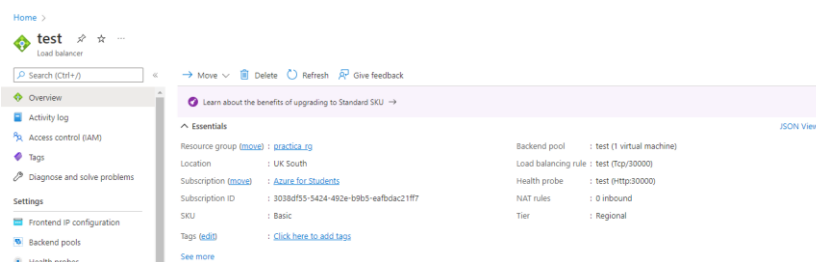 Home >
test
Load balancer
Search (Ctrl+/)
Overview
Activity log
Access control (IAM)
Tags
Diagnose and solve problems
Settings
Frontend IP configuration
Backend pools
Health probes
Move
Delete
Refresh
Give feedback
Learn about the benefits of upgrading to Standard SKU →
Essentials
JSON View
Resource group (move) : practica_rg
Location : UK South
Subscription (move) : Azure for Students
Subscription ID : 3038df55-5424-492e-b9b5-eafbdac21ff7
SKU : Basic
Tags (edit) : Click here to add tags
See more
Backend pool : test (1 virtual machine)
Load balancing rule : test (Tcp/30000)
Health probe : test (Http:30000)
NAT rules : 0 inbound
Tier : Regional